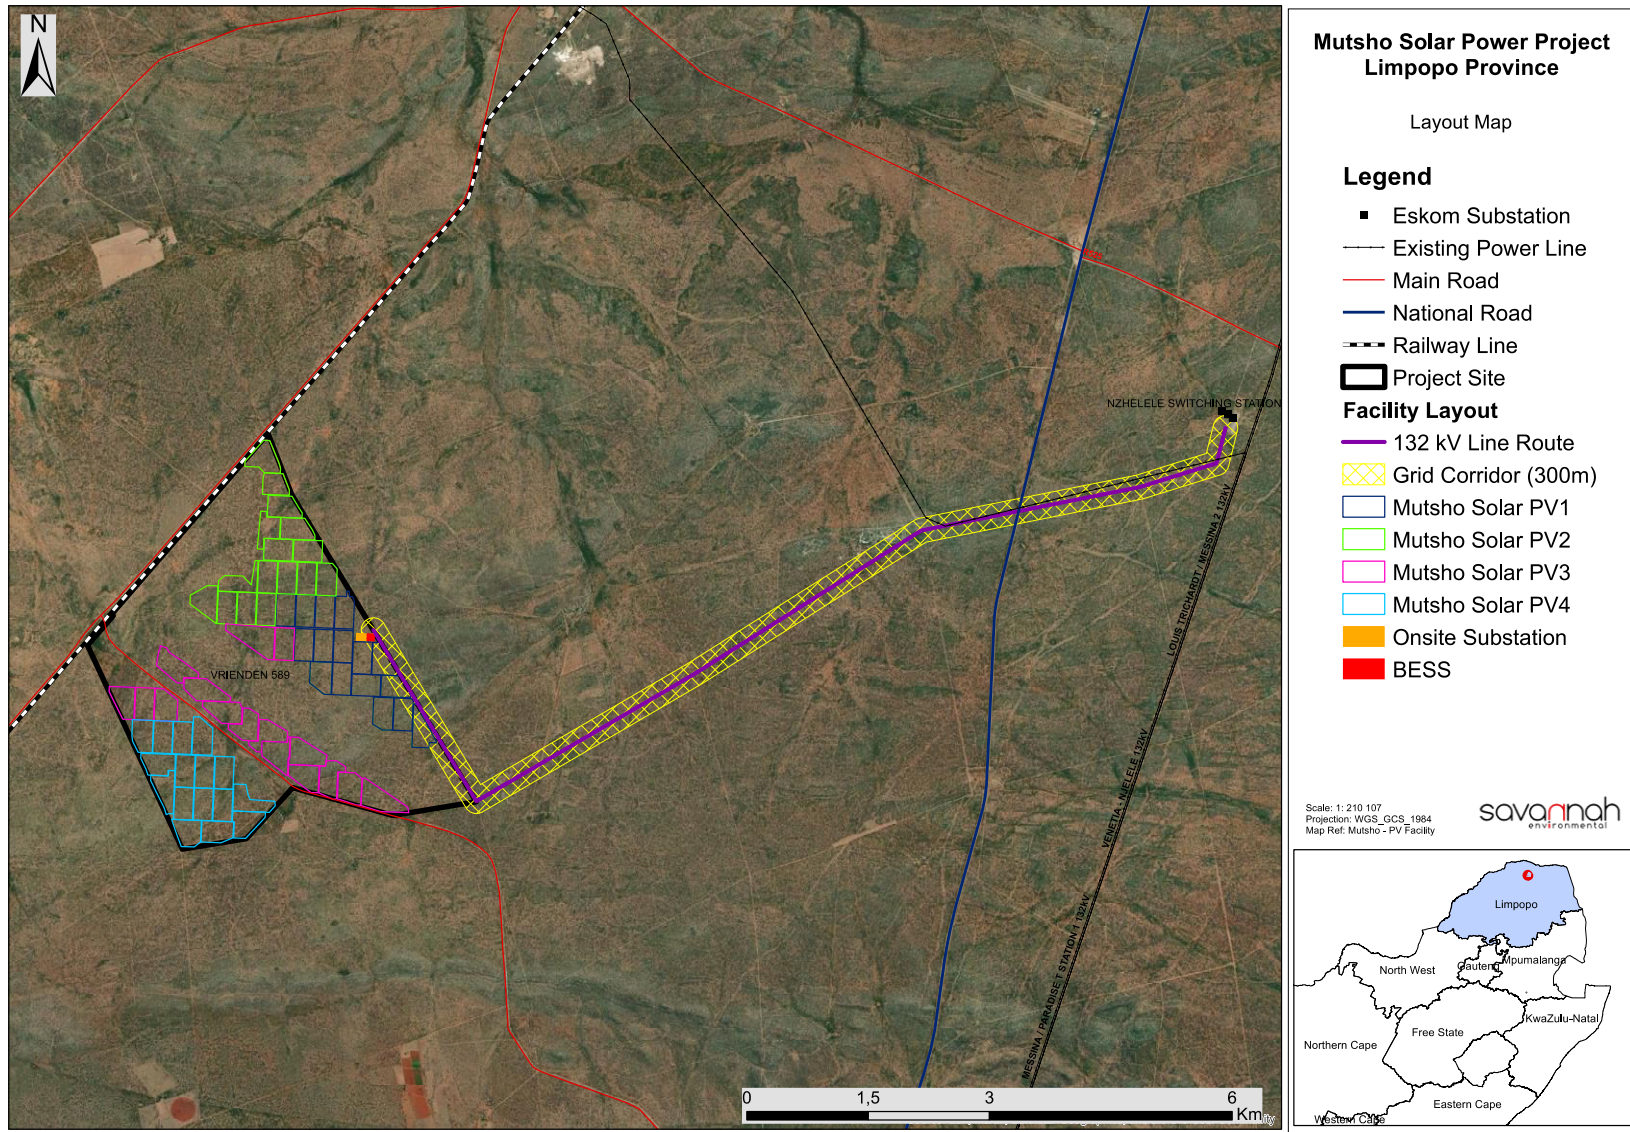 N
NZHELELE SWITCHING STATION
VRIENDEN 589
LOUIS TRICHARDT / MESSINA 2 132kV
VENETIA - NJELELE 132kV
MESSINA / PARADISE T STATION 1 132kV
0 1,5 3 6
Km
Mutsho Solar Power Project
Limpopo Province
Layout Map
Legend
Eskom Substation
Existing Power Line
Main Road
National Road
Railway Line
Project Site
Facility Layout
132 kV Line Route
Grid Corridor (300m)
Mutsho Solar PV1
Mutsho Solar PV2
Mutsho Solar PV3
Mutsho Solar PV4
Onsite Substation
BESS
Scale: 1: 210 107
Projection: WGS_GCS_1984
Map Ref: Mutsho - PV Facility
savannah
environmental
Limpopo
North West
Gauteng
Mpumalanga
Free State
KwaZulu-Natal
Northern Cape
Eastern Cape
Western Cape